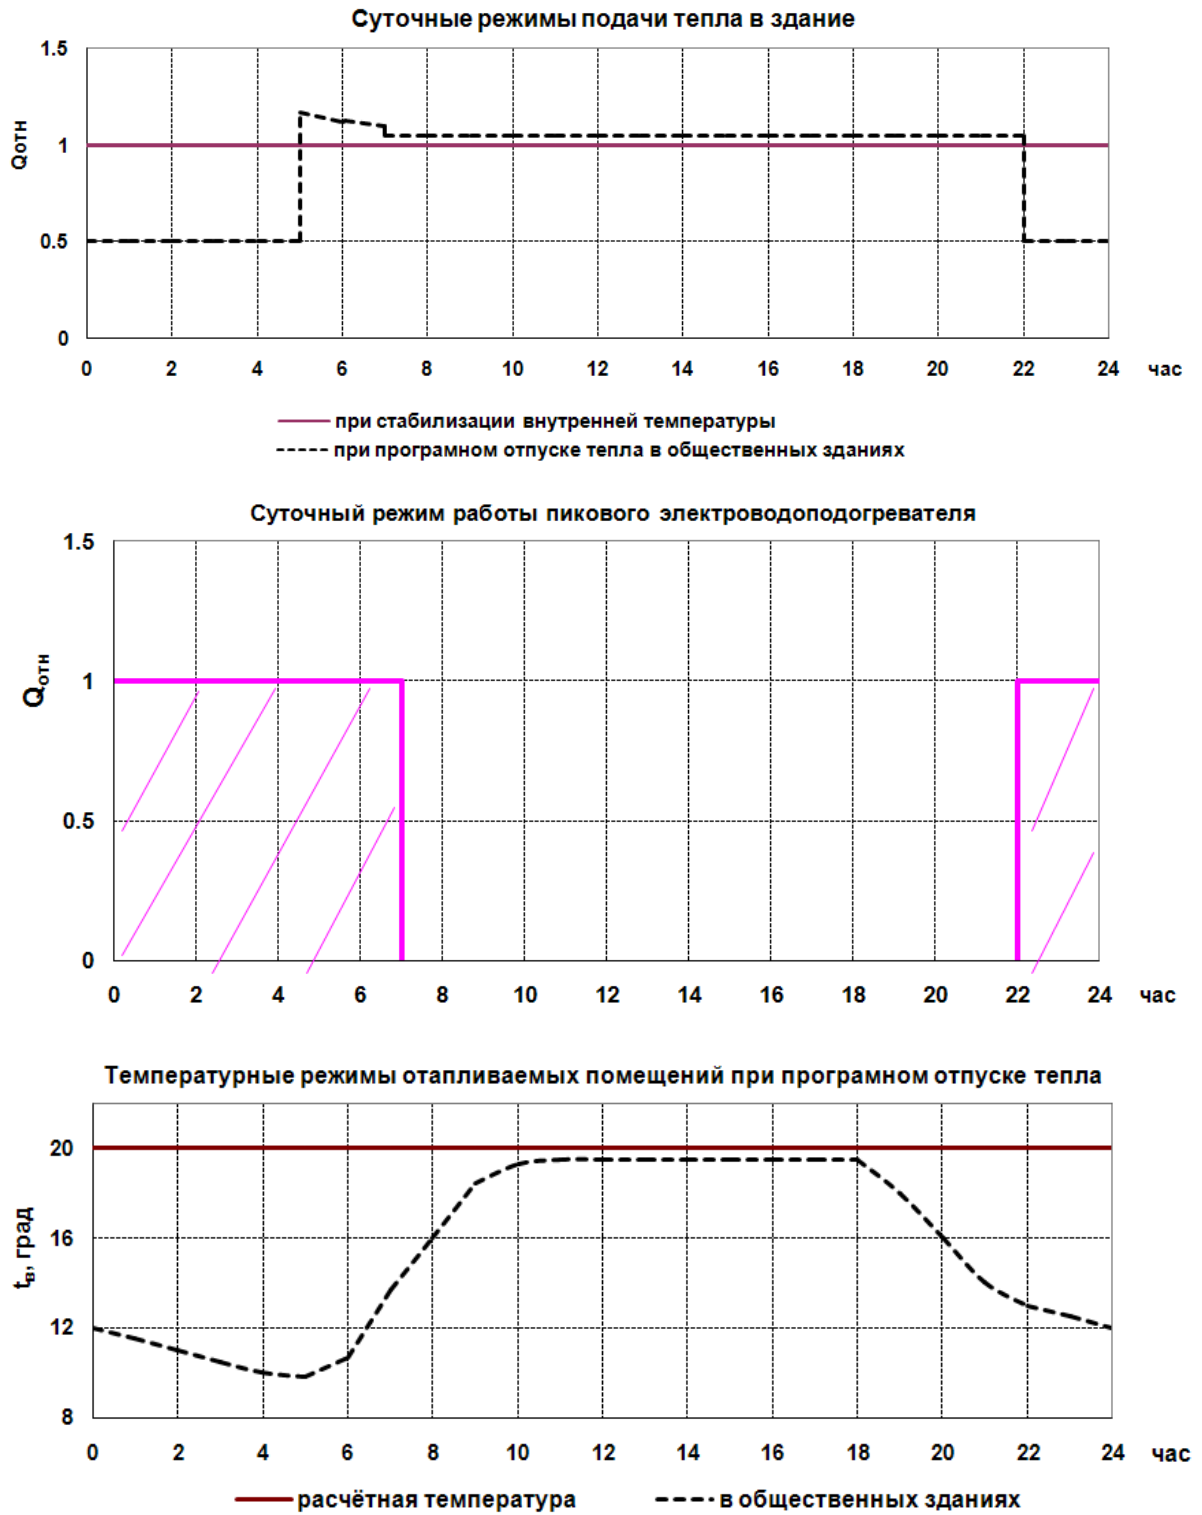 Суточные режимы подачи тепла в здание
1.5
1
0.5
0
Qотн
0 2 4 6 8 10 12 14 16 18 20 22 24 час
при стабилизации внутренней температуры
при програмном отпуске тепла в общественных зданиях
Суточный режим работы пикового электроводоподогревателя
1.5
1
0.5
0
Qотн
0 2 4 6 8 10 12 14 16 18 20 22 24 час
Температурные режимы отапливаемых помещений при програмном отпуске тепла
20
16
12
8
tв, град
0 2 4 6 8 10 12 14 16 18 20 22 24 час
расчётная температура
в общественных зданиях